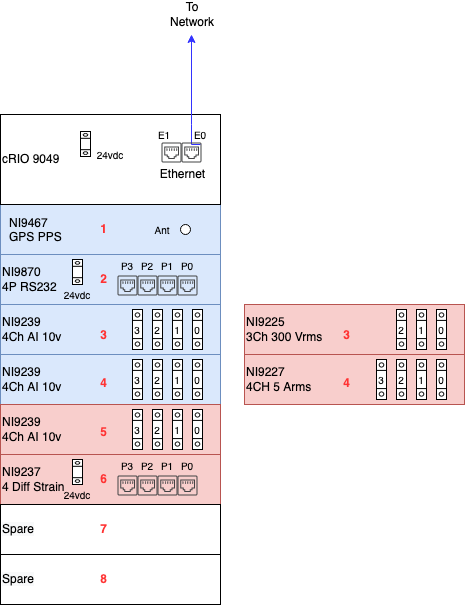 To
Network
E1 E0
cRIO 9049
24vdc
Ethernet
NI9467
GPS PPS
1
Ant
NI9870
4P RS232
24vdc
2
P3 P2 P1 P0
NI9239
4Ch AI 10v
3
3 2 1 0
NI9225
3Ch 300 Vrms
3
2 1 0
NI9239
4Ch AI 10v
4
3 2 1 0
NI9227
4CH 5 Arms
4
3 2 1 0
NI9239
4Ch AI 10v
5
3 2 1 0
NI9237
4 Diff Strain
24vdc
6
P3 P2 P1 P0
Spare 7
Spare 8